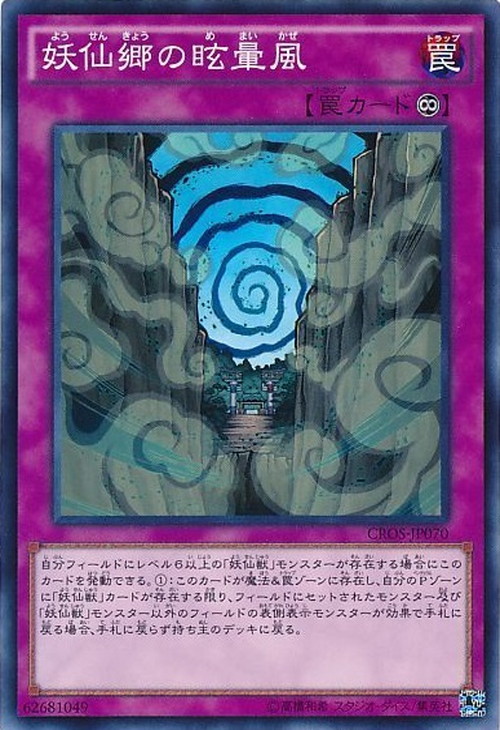 妖仙郷の眩暈風
ようせんきょう めまいかぜ
罠
トラップ
【罠カード】
CROS-JP070
自分フィールドにレベル6以上の「妖仙獣」モンスターが存在する場合にこの
カードを発動できる。①:このカードが魔法&罠ゾーンに存在し、自分のPゾーン
に「妖仙獣」カードが存在する限り、フィールドにセットされたモンスター及び
「妖仙獣」モンスター以外のフィールドの表側表示モンスターが効果で手札に
戻る場合、手札に戻らず持ち主のデッキに戻る。
62681049
©高橋和希 スタジオ・ダイス/集英社